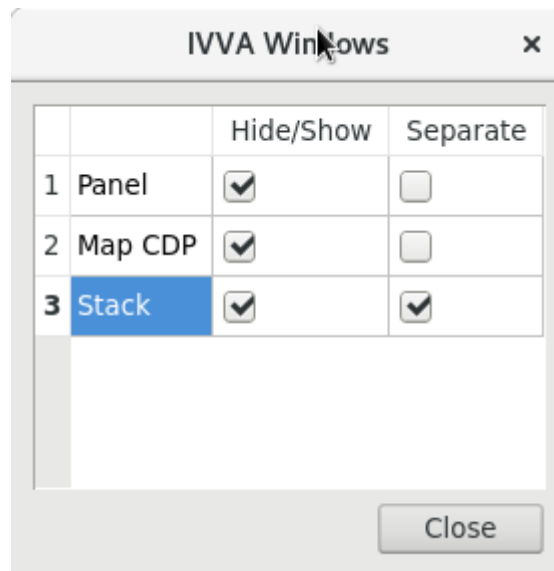 IVVA Windows ×
Hide/Show Separate
1 Panel
2 Map CDP
3 Stack
Close